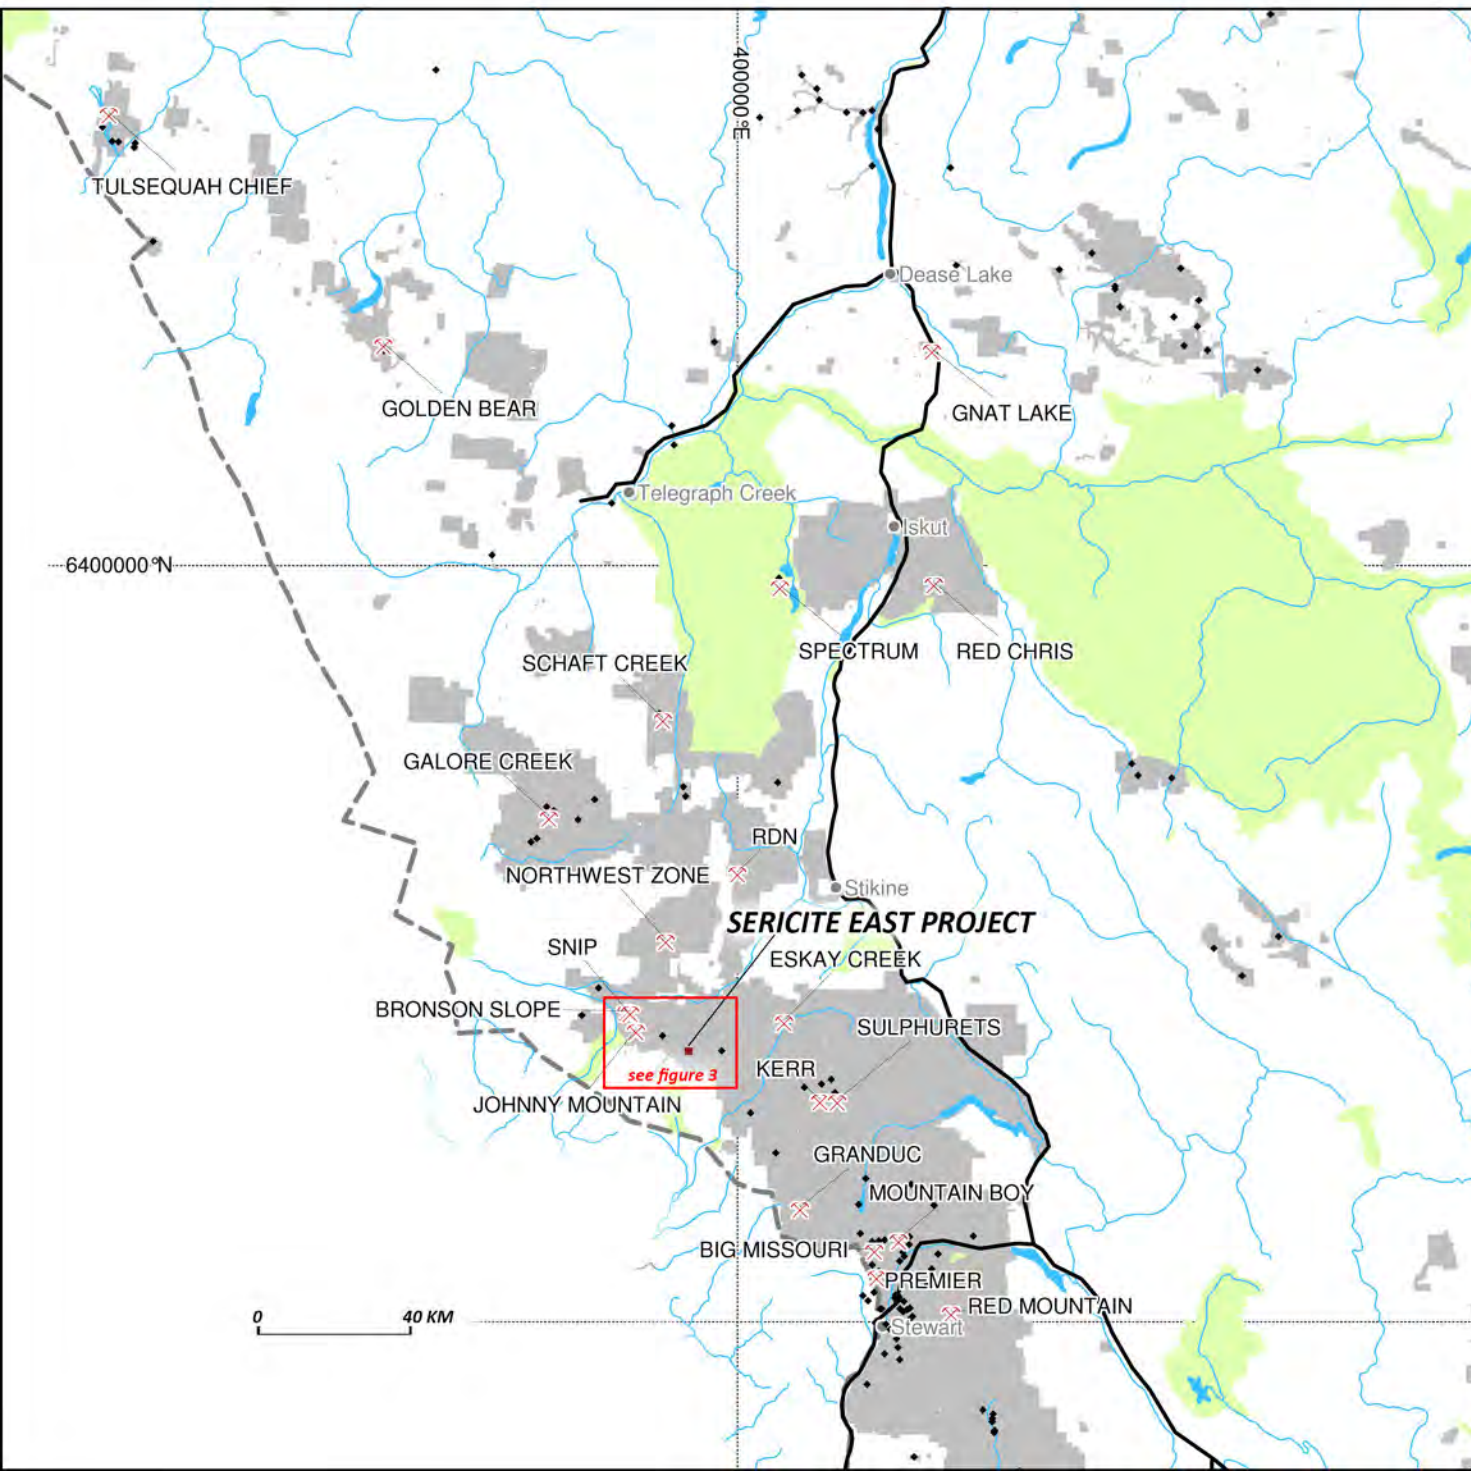 400000°E
TULSEQUAH CHIEF
Dease Lake
GOLDEN BEAR
GNAT LAKE
Telegraph Creek
Iskut
6400000°N
SPECTRUM
RED CHRIS
SCHAFT CREEK
GALORE CREEK
RDN
NORTHWEST ZONE
Stikine
SERICITE EAST PROJECT
SNIP
ESKAY CREEK
BRONSON SLOPE
SULPHURETS
KERR
see figure 3
JOHNNY MOUNTAIN
GRANDUC
MOUNTAIN BOY
BIG MISSOURI
PREMIER
RED MOUNTAIN
0 40 KM
Stewart